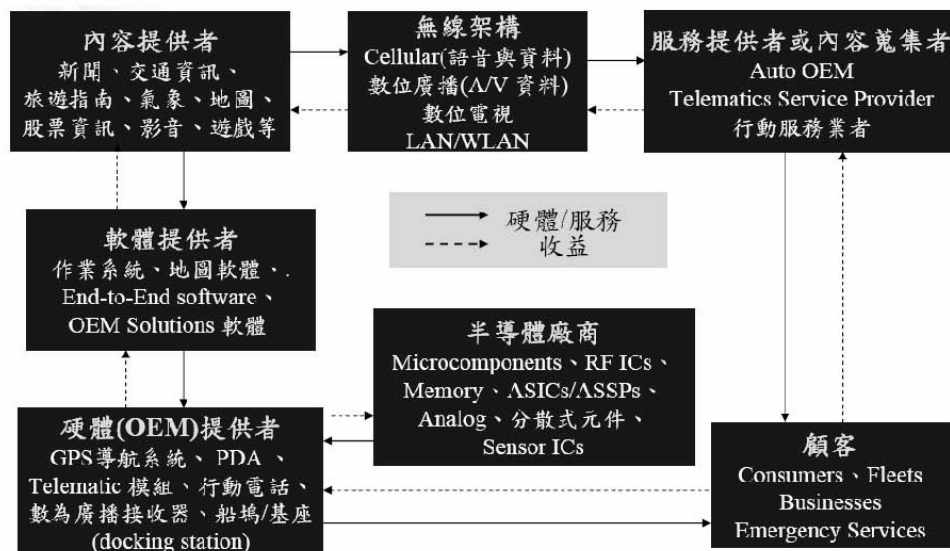 內容提供者
新聞、交通資訊、
旅遊指南、氣象、地圖、
股票資訊、影音、遊戲等
無線架構
Cellular(語音與資料)
數位廣播(A/V 資料)
數位電視
LAN/WLAN
服務提供者或內容蒐集者
Auto OEM
Telematics Service Provider
行動服務業者
硬體/服務
收益
軟體提供者
作業系統、地圖軟體、.
End-to-End software、
OEM Solutions 軟體
半導體廠商
Microcomponents、RF ICs、
Memory、ASICs/ASSPs、
Analog、分散式元件、
Sensor ICs
硬體(OEM)提供者
GPS導航系統、PDA、
Telematic 模組、行動電話、
數為廣播接收器、船塢/基座
(docking station)
顧客
Consumers、Fleets
Businesses
Emergency Services